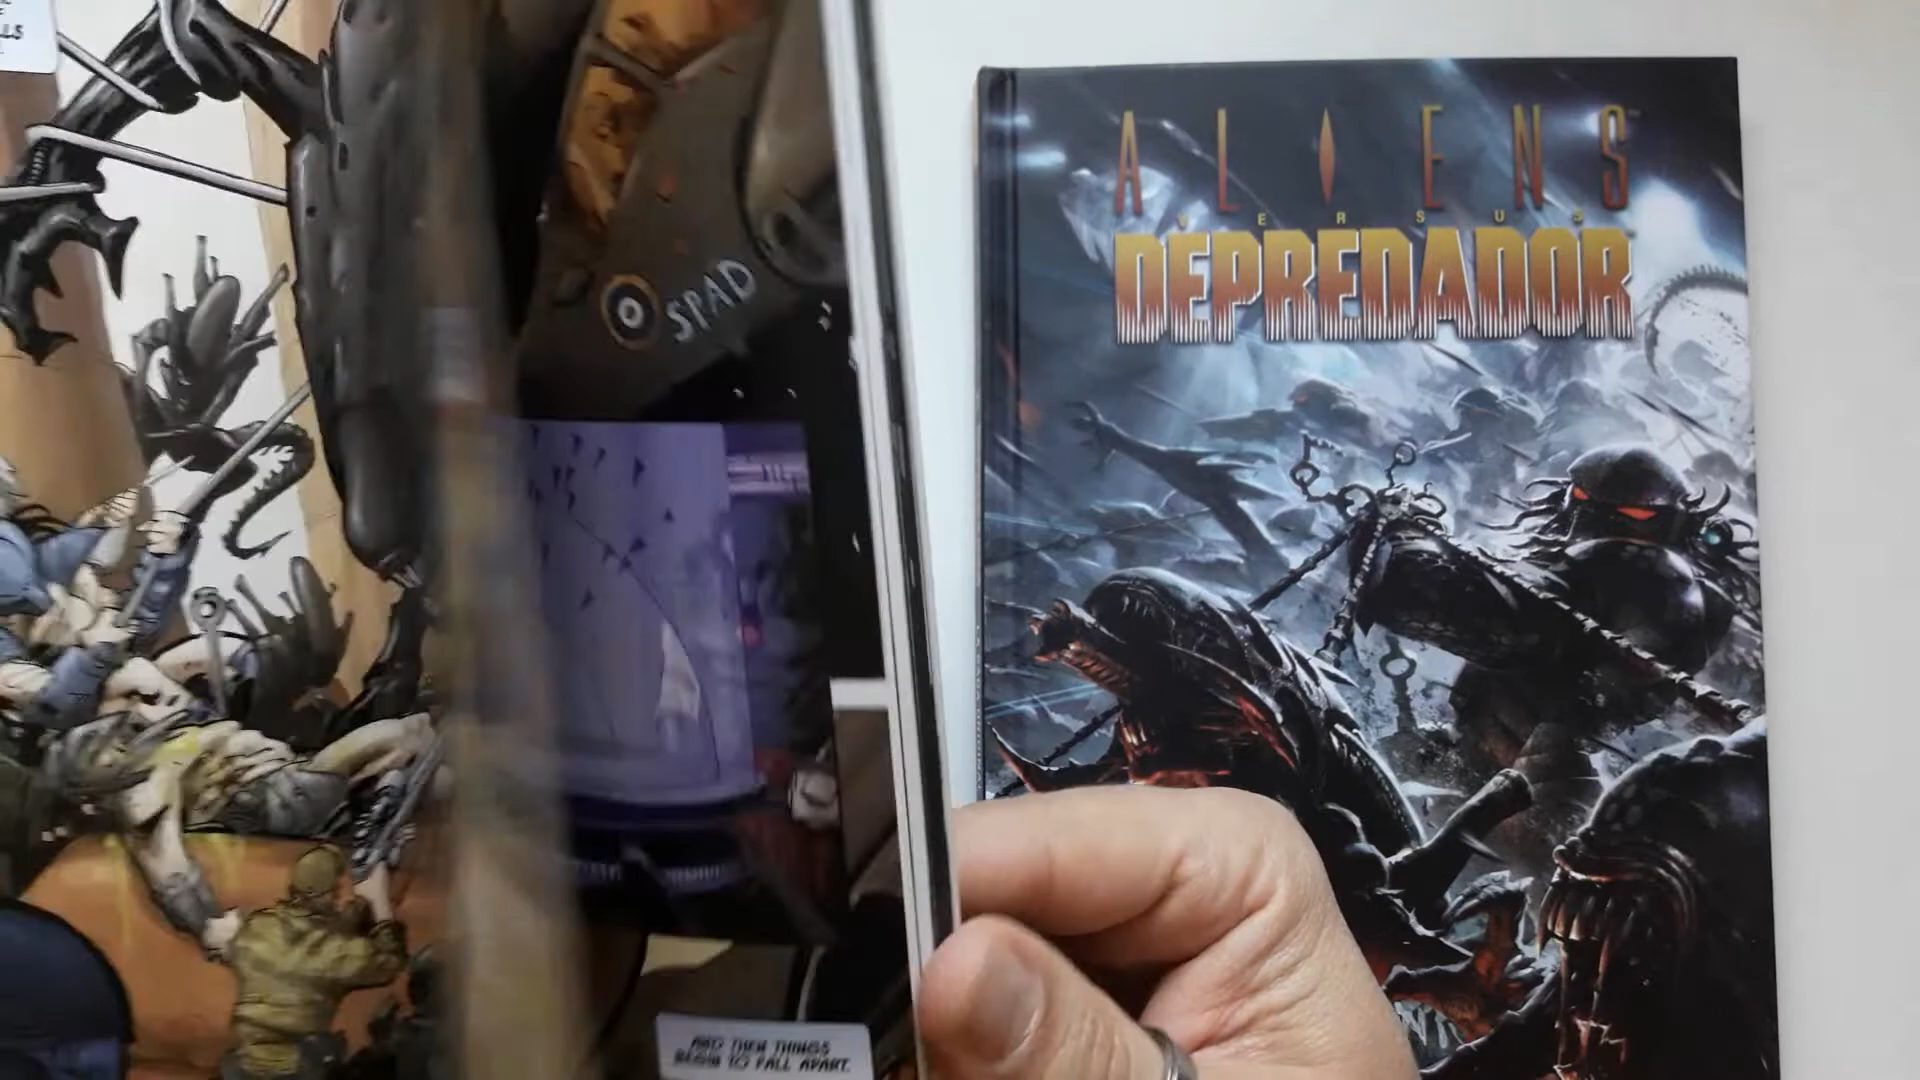 SPAD
AND THEN THINGS
BEGIN TO FALL APART.
ALIENS
VERSUS
DEPREDADOR